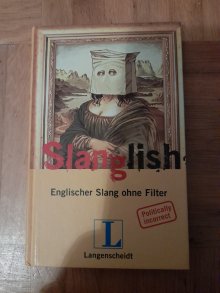 Slanglish
Englischer Slang ohne Filter
Politically
incorrect
L
Langenscheidt